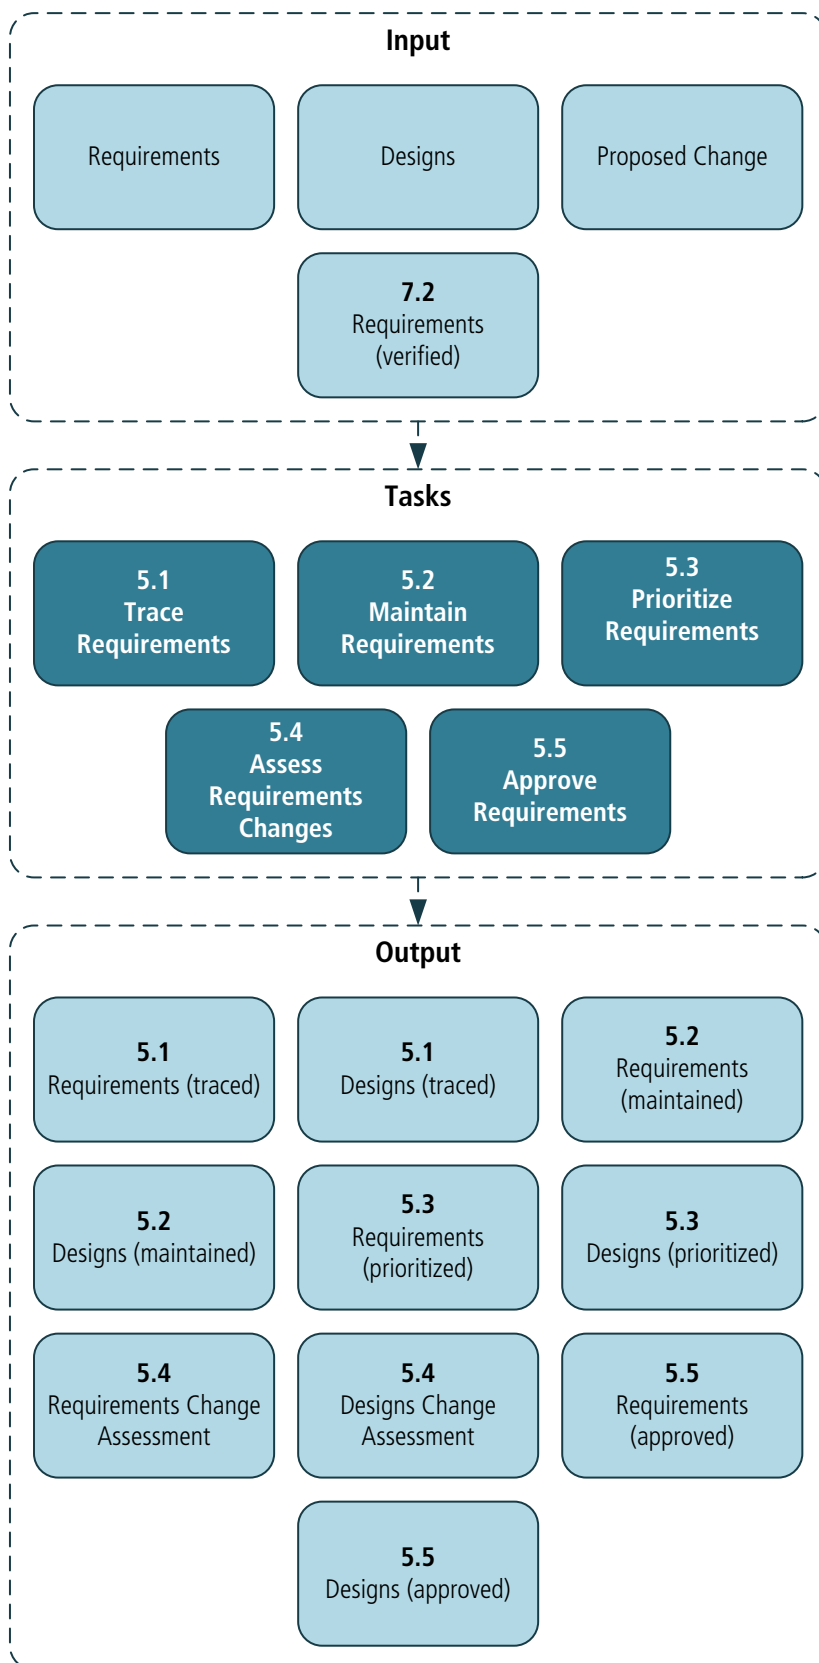 Input
Requirements
Designs
Proposed Change
7.2
Requirements
(verified)
Tasks
5.1
Trace
Requirements
5.2
Maintain
Requirements
5.3
Prioritize
Requirements
5.4
Assess
Requirements
Changes
5.5
Approve
Requirements
Output
5.1
Requirements (traced)
5.1
Designs (traced)
5.2
Requirements
(maintained)
5.2
Designs (maintained)
5.3
Requirements
(prioritized)
5.3
Designs (prioritized)
5.4
Requirements Change
Assessment
5.4
Designs Change
Assessment
5.5
Requirements
(approved)
5.5
Designs (approved)